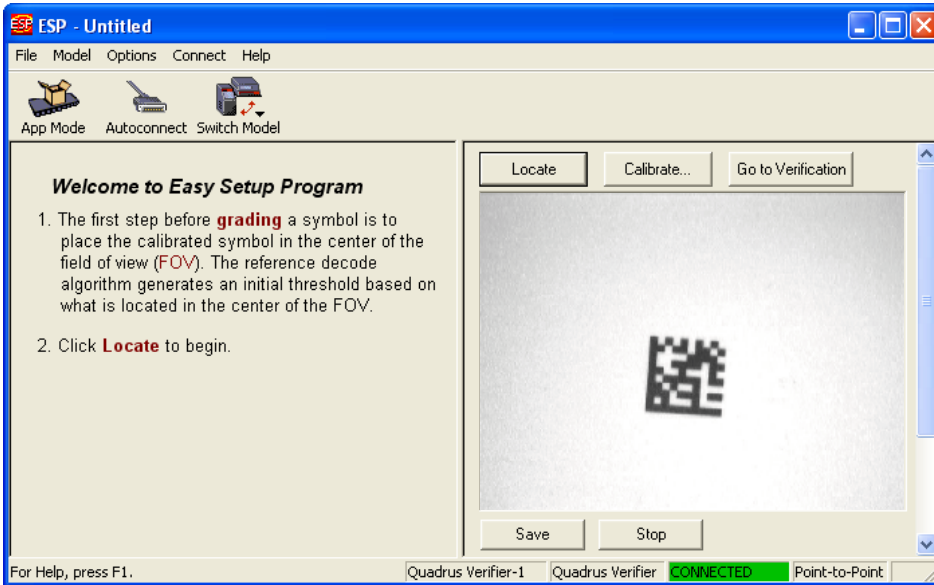 ESP - Untitled
File Model Options Connect Help
App Mode Autoconnect Switch Model
Locate Calibrate... Go to Verification
Welcome to Easy Setup Program
1. The first step before grading a symbol is to
place the calibrated symbol in the center of the
field of view (FOV). The reference decode
algorithm generates an initial threshold based on
what is located in the center of the FOV.
2. Click Locate to begin.
Save Stop
For Help, press F1. Quadrus Verifier-1 Quadrus Verifier CONNECTED Point-to-Point